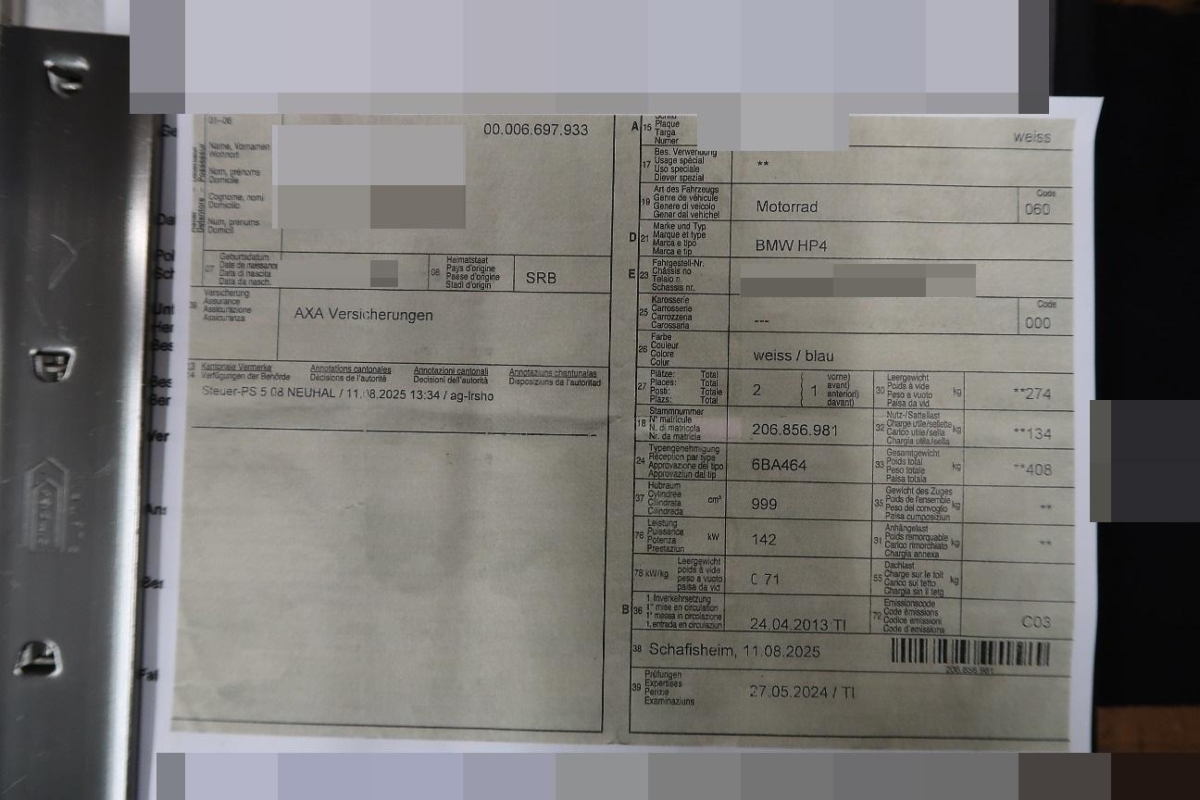 01-06
00.006.697.933
Name, Vornamen
Wohnort
Nom, prénoms
Domicile
Cognome, nomi
Domicilio
Num, prenums
Domicil
07
Geburtsdatum
Date de naissance
Data di nascita
Data da nasch.
08
Heimatstaat
Pays d'origine
Paese d'origine
Stadi d'origin
SRB
Versicherung
Assurance
Assicurazione
Assicuranza
AXA Versicherungen
Kantonale Vermerke
Verfügungen der Behörde
Annotations cantonales
Décisions de l'autorité
Annotazioni cantonali
Decisioni dell'autorità
Annotaziuns chantunalas
Disposiziuns da l'autoritad
Steuer-PS 5.08 NEUHAL / 11.08.2025 13:34 / ag-lrsho
A 15
Schild
Plaque
Targa
Numer
weiss
17
Bes. Verwendung
Usage spécial
Uso speciale
Diever spezial
**
19
Art des Fahrzeugs
Genre de véhicule
Genere di veicolo
Gener dal vehichel
Motorrad
Code
060
D 21
Marke und Typ
Marque et type
Marca e tipo
Marca e tip
BMW HP4
E 23
Fahrgestell-Nr.
Châssis no
Telaio n.
Schassis nr.
25
Karosserie
Carrosserie
Carrozzeria
Carossaria
---
Code
000
26
Farbe
Couleur
Colore
Colur
weiss / blau
27
Plätze: Total
Places: Total
Posti: Totale
Plazs: Total
2
1
vorne)
avant)
anteriori)
davant)
30
Leergewicht
Poids à vide
Peso a vuoto
Paisa da vid
kg
**274
18
Stammnummer
N° matricule
N. di matricola
Nr. da matricla
206.856.981
32
Nutz-/Sattellast
Charge utile/sellette
Carico utile/sella
Chargia utila/sella
kg
**134
24
Typengenehmigung
Réception par type
Approvazione del tipo
Approvaziun dal tip
6BA464
33
Gesamtgewicht
Poids total
Peso totale
Paisa totala
kg
**408
37
Hubraum
Cylindrée
Cilindrata
Cilindrada
cm³
999
35
Gewicht des Zuges
Poids de l'ensemble
Peso del convoglio
Paisa cumposiziun
kg
**
76
Leistung
Puissance
Potenza
Prestaziun
kW
142
31
Anhängelast
Poids remorquable
Carico rimorchiato
Chargia annexa
kg
**
78 kW/kg
Leergewicht
poids à vide
peso a vuoto
paisa da vid
0.71
55
Dachlast
Charge sur le toit
Carico sul tetto
Chargia sin il tetg
kg
B 36
1. Inverkehrsetzung
1re mise en circulation
1a messa in circolazione
1. entrada en circulaziun
24.04.2013 TI
72
Emissionscode
Code émissions
Codice emissioni
Code d'emissiuns
C03
38
Schafisheim, 11.08.2025
206.856.981
39
Prüfungen
Expertises
Perizie
Examinaziuns
27.05.2024 / TI